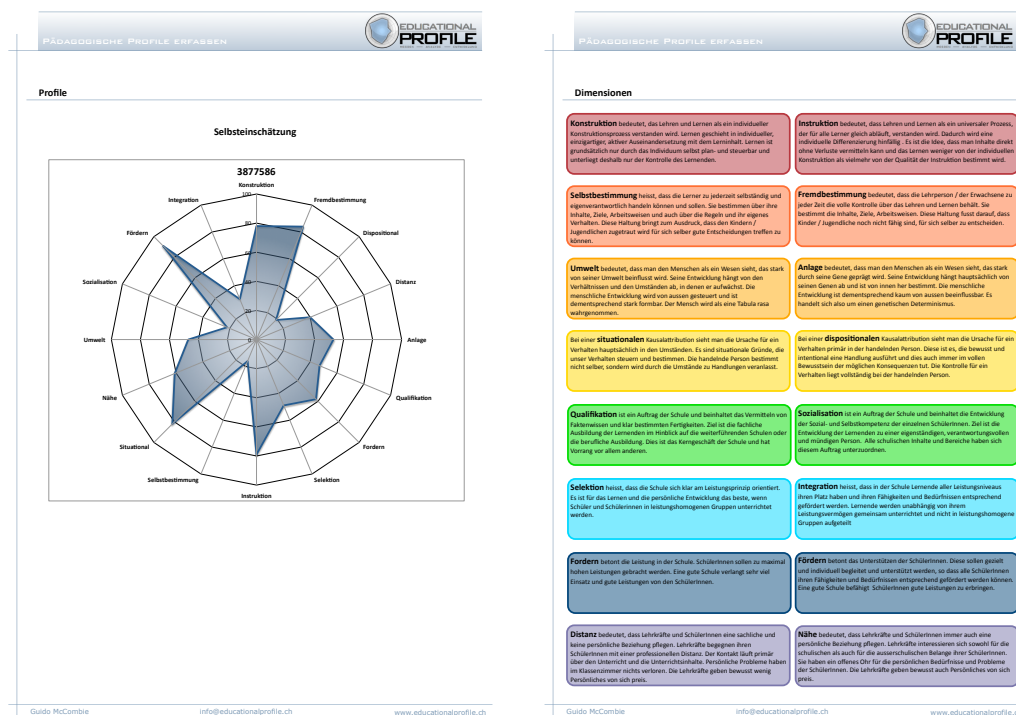 PÄDAGOGISCHE PROFILE ERFASSEN
EDUCATIONAL
PROFILE
Profile
Selbsteinschätzung
3877586
Konstruktion
Fremdbestimmung
Dispositional
Distanz
Anlage
Qualifikation
Fordern
Selektion
Instruktion
Selbstbestimmung
Situational
Nähe
Umwelt
Sozialisation
Fördern
Integration
100
80
60
40
20
0
Guido McCombie
info@educationalprofile.ch
www.educationalprofile.ch
PÄDAGOGISCHE PROFILE ERFASSEN
EDUCATIONAL
PROFILE
Dimensionen
Konstruktion bedeutet, das Lehren und Lernen als ein individueller
Konstruktionsprozess verstanden wird. Lernen geschieht in individueller,
einzigartiger, aktiver Auseinandersetzung mit dem Lerninhalt. Lernen ist
grundsätzlich nur durch das Individuum selbst plan- und steuerbar und
unterliegt deshalb nur der Kontrolle des Lernenden.
Instruktion bedeutet, dass Lehren und Lernen als ein universaler Prozess,
der für alle Lerner gleich abläuft, verstanden wird. Dadurch wird eine
individuelle Differenzierung hinfällig . Es ist die Idee, dass man Inhalte direkt
ohne Verluste vermitteln kann und das Lernen weniger von der individuellen
Konstruktion als vielmehr von der Qualität der Instruktion bestimmt wird.
Selbstbestimmung heisst, dass die Lerner zu jederzeit selbständig und
eigenverantwortlich handeln können und sollen. Sie bestimmen über ihre
Inhalte, Ziele, Arbeitsweisen und auch über die Regeln und ihr eigenes
Verhalten. Diese Haltung bringt zum Ausdruck, dass den Kindern /
Jugendlichen zugetraut wird für sich selber gute Entscheidungen treffen zu
können.
Fremdbestimmung bedeutet, dass die Lehrperson / der Erwachsene zu
jeder Zeit die volle Kontrolle über das Lehren und Lernen behält. Sie
bestimmt die Inhalte, Ziele, Arbeitsweisen. Diese Haltung fusst darauf, dass
Kinder / Jugendliche noch nicht fähig sind, für sich selber zu entscheiden.
Umwelt bedeutet, dass man den Menschen als ein Wesen sieht, das stark
von seiner Umwelt beinflusst wird. Seine Entwicklung hängt von den
Verhältnissen und den Umständen ab, in denen er aufwächst. Die
menschliche Entwicklung wird von aussen gesteuert und ist
dementsprechend stark formbar. Der Mensch wird als eine Tabula rasa
wahrgenommen.
Anlage bedeutet, dass man den Menschen als ein Wesen sieht, das stark
durch seine Gene geprägt wird. Seine Entwicklung hängt hauptsächlich von
seinen Genen ab und ist von innen her bestimmt. Die menschliche
Entwicklung ist dementsprechend kaum von aussen beeinflussbar. Es
handelt sich also um einen genetischen Determinismus.
Bei einer situationalen Kausalattribution sieht man die Ursache für ein
Verhalten hauptsächlich in den Umständen. Es sind situationale Gründe, die
unser Verhalten steuern und bestimmen. Die handelnde Person bestimmt
nicht selber, sondern wird durch die Umstände zu Handlungen veranlasst.
Bei einer dispositionalen Kausalattribution sieht man die Ursache für ein
Verhalten primär in der handelnden Person. Diese ist es, die bewusst und
intentional eine Handlung ausführt und dies auch immer im vollen
Bewusstsein der möglichen Konsequenzen tut. Die Kontrolle für ein
Verhalten liegt vollständig bei der handelnden Person.
Qualifikation ist ein Auftrag der Schule und beinhaltet das Vermitteln von
Faktenwissen und klar bestimmten Fertigkeiten. Ziel ist die fachliche
Ausbildung der Lernenden im Hinblick auf die weiterführenden Schulen oder
die berufliche Ausbildung. Dies ist das Kerngeschäft der Schule und hat
Vorrang vor allem anderen.
Sozialisation ist ein Auftrag der Schule und beinhaltet die Entwicklung
der Sozial- und Selbstkompetenz der einzelnen SchülerInnen. Ziel ist die
Entwicklung der Lernenden zu einer eigenständigen, verantwortungsvollen
und mündigen Person.  Alle schulischen Inhalte und Bereiche haben sich
diesem Auftrag unterzuordnen.
Selektion heisst, dass die Schule sich klar am Leistungsprinzip orientiert.
Es ist für das Lernen und die persönliche Entwicklung das beste, wenn
Schüler und Schülerinnen in leistungshomogenen Gruppen unterrichtet
werden.
Integration heisst, dass in der Schule Lernende aller Leistungsniveaus
ihren Platz haben und ihren Fähigkeiten und Bedürfnissen entsprechend
gefördert werden. Lernende werden unabhängig von ihrem
Leistungsvermögen gemeinsam unterrichtet und nicht in leistungshomogene
Gruppen aufgeteilt
Fordern betont die Leistung in der Schule. SchülerInnen sollen zu maximal
hohen Leistungen gebracht werden. Eine gute Schule verlangt sehr viel
Einsatz und gute Leistungen von den SchülerInnen.
Fördern betont das Unterstützen der SchülerInnen. Diese sollen gezielt
und individuell begleitet und unterstützt werden, so dass alle SchülerInnen
ihren Fähigkeiten und Bedürfnissen entsprechend gefördert werden können.
Eine gute Schule befähigt  SchülerInnen gute Leistungen zu erbringen.
Distanz bedeutet, dass Lehrkräfte und SchülerInnen eine sachliche und
keine persönliche Beziehung pflegen. Lehrkräfte begegnen ihren
SchülerInnen mit einer professionellen Distanz. Der Kontakt läuft primär
über den Unterricht und die Unterrichtsinhalte. Persönliche Probleme haben
im Klassenzimmer nichts verloren. Die Lehrkräfte geben bewusst wenig
Persönliches von sich preis.
Nähe bedeutet, dass Lehrkräfte und SchülerInnen immer auch eine
persönliche Beziehung pflegen. Lehrkräfte interessieren sich sowohl für die
schulischen als auch für die ausserschulischen Belange ihrer SchülerInnen.
Sie haben ein offenes Ohr für die persönlichen Bedürfnisse und Probleme
der SchülerInnen. Die Lehrkräfte geben bewusst auch Persönliches von sich
preis.
Guido McCombie
info@educationalprofile.ch